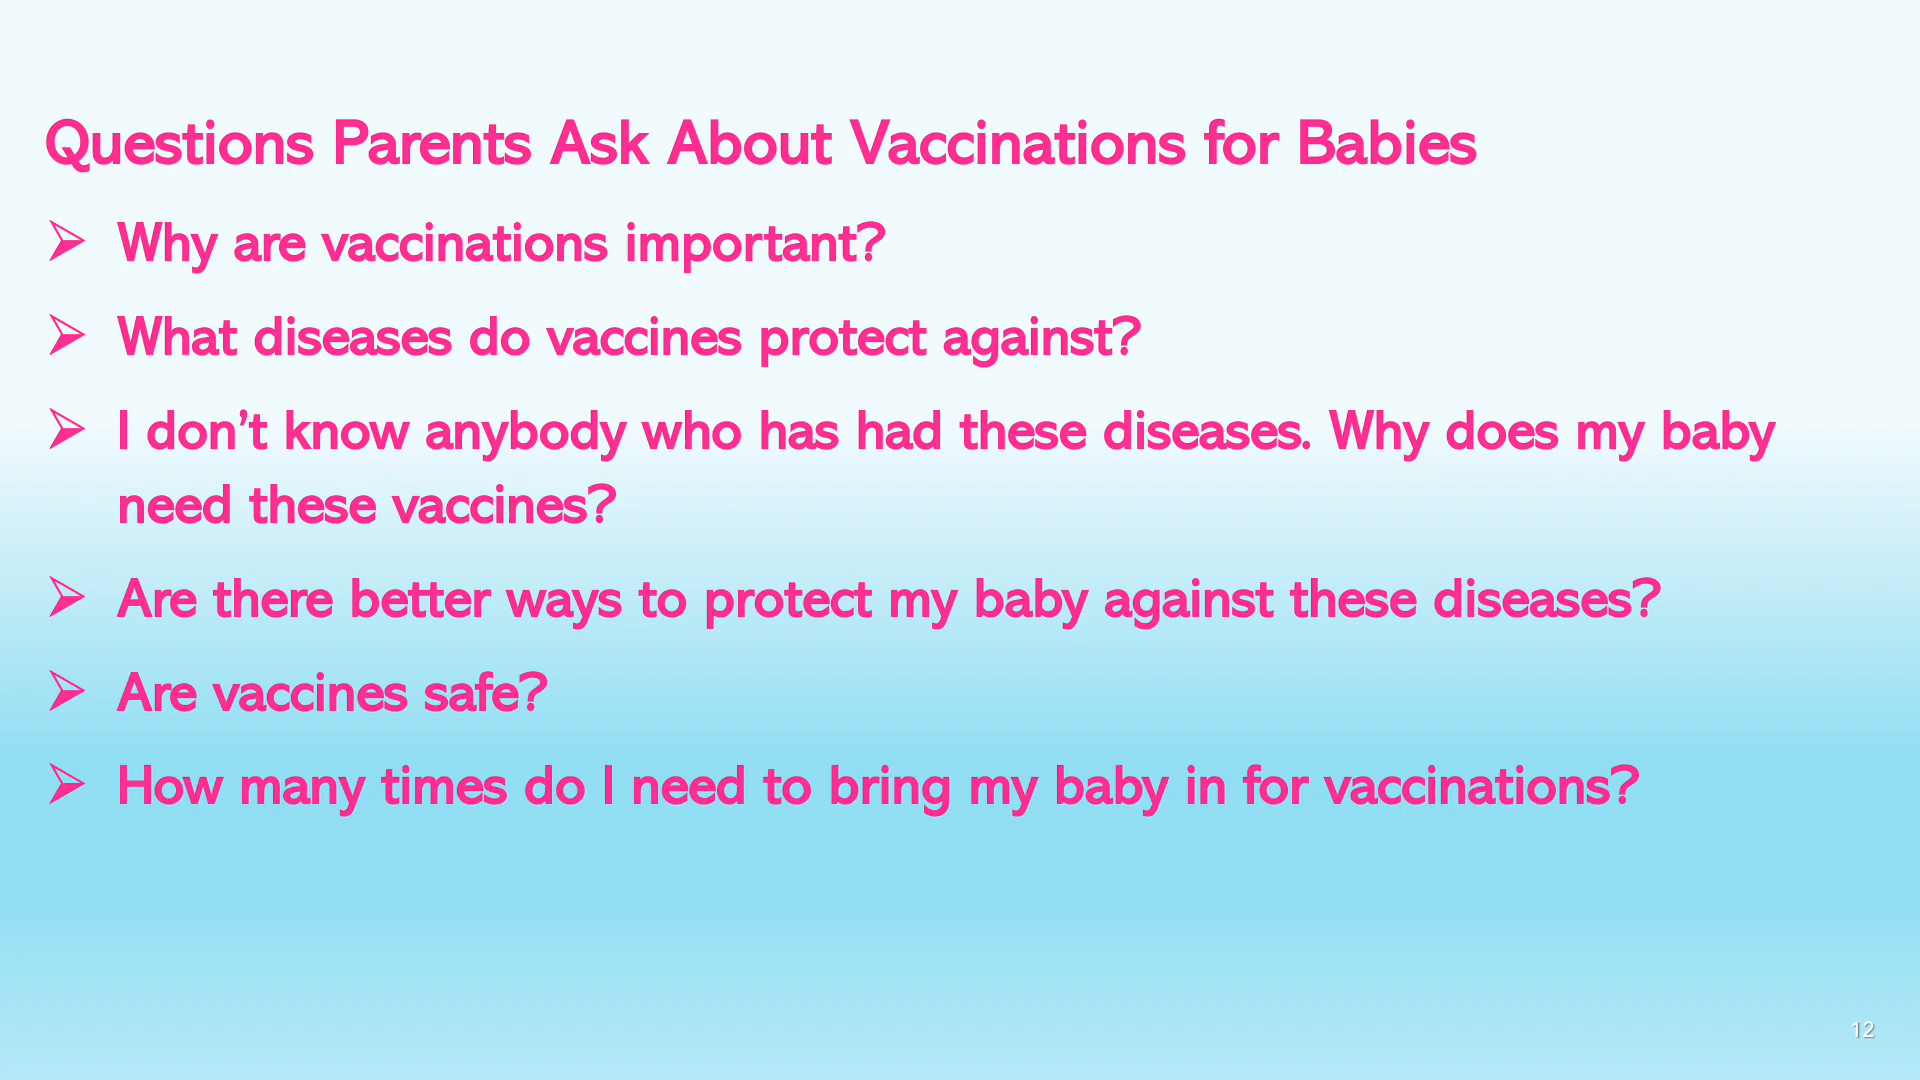 Questions Parents Ask About Vaccinations for Babies
➢ Why are vaccinations important?
➢ What diseases do vaccines protect against?
➢ I don’t know anybody who has had these diseases. Why does my baby
need these vaccines?
➢ Are there better ways to protect my baby against these diseases?
➢ Are vaccines safe?
➢ How many times do I need to bring my baby in for vaccinations?
12